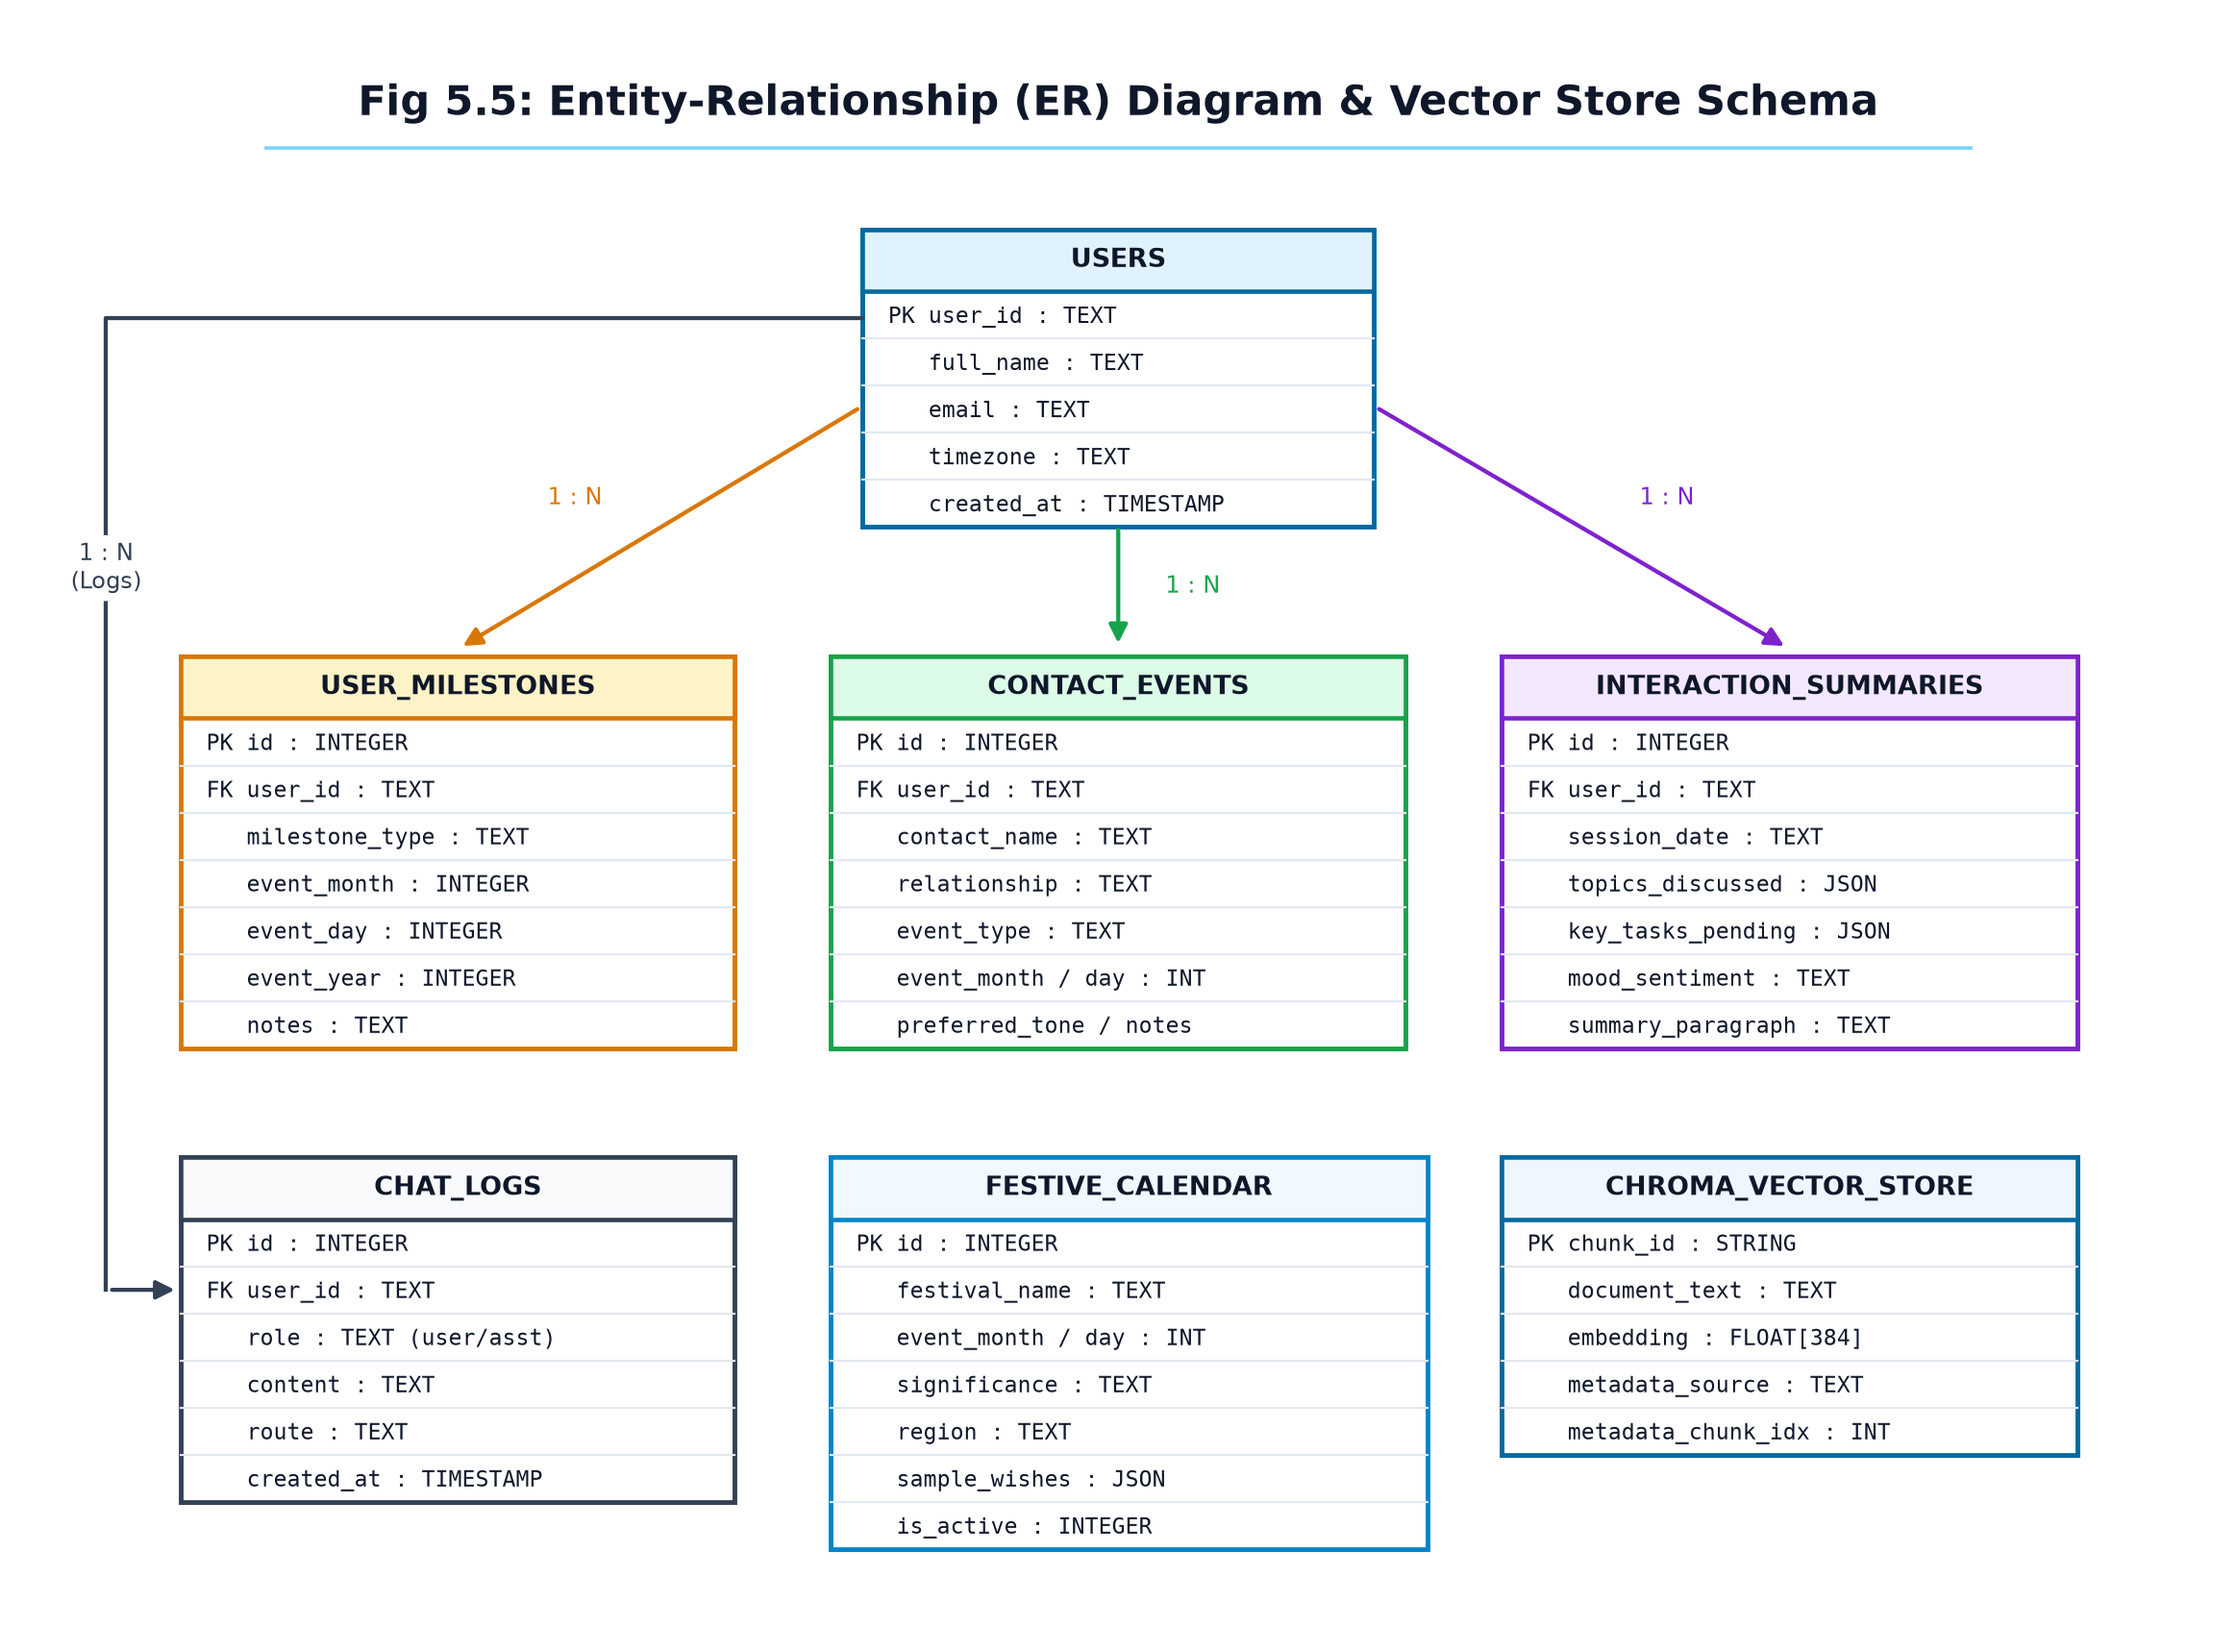 Fig 5.5: Entity-Relationship (ER) Diagram & Vector Store Schema
USERS
PK user_id : TEXT
full_name : TEXT
email : TEXT
timezone : TEXT
created_at : TIMESTAMP
1 : N
1 : N
1 : N
(Logs)
1 : N
USER_MILESTONES
PK id : INTEGER
FK user_id : TEXT
milestone_type : TEXT
event_month : INTEGER
event_day : INTEGER
event_year : INTEGER
notes : TEXT
CONTACT_EVENTS
PK id : INTEGER
FK user_id : TEXT
contact_name : TEXT
relationship : TEXT
event_type : TEXT
event_month / day : INT
preferred_tone / notes
INTERACTION_SUMMARIES
PK id : INTEGER
FK user_id : TEXT
session_date : TEXT
topics_discussed : JSON
key_tasks_pending : JSON
mood_sentiment : TEXT
summary_paragraph : TEXT
CHAT_LOGS
PK id : INTEGER
FK user_id : TEXT
role : TEXT (user/asst)
content : TEXT
route : TEXT
created_at : TIMESTAMP
FESTIVE_CALENDAR
PK id : INTEGER
festival_name : TEXT
event_month / day : INT
significance : TEXT
region : TEXT
sample_wishes : JSON
is_active : INTEGER
CHROMA_VECTOR_STORE
PK chunk_id : STRING
document_text : TEXT
embedding : FLOAT[384]
metadata_source : TEXT
metadata_chunk_idx : INT